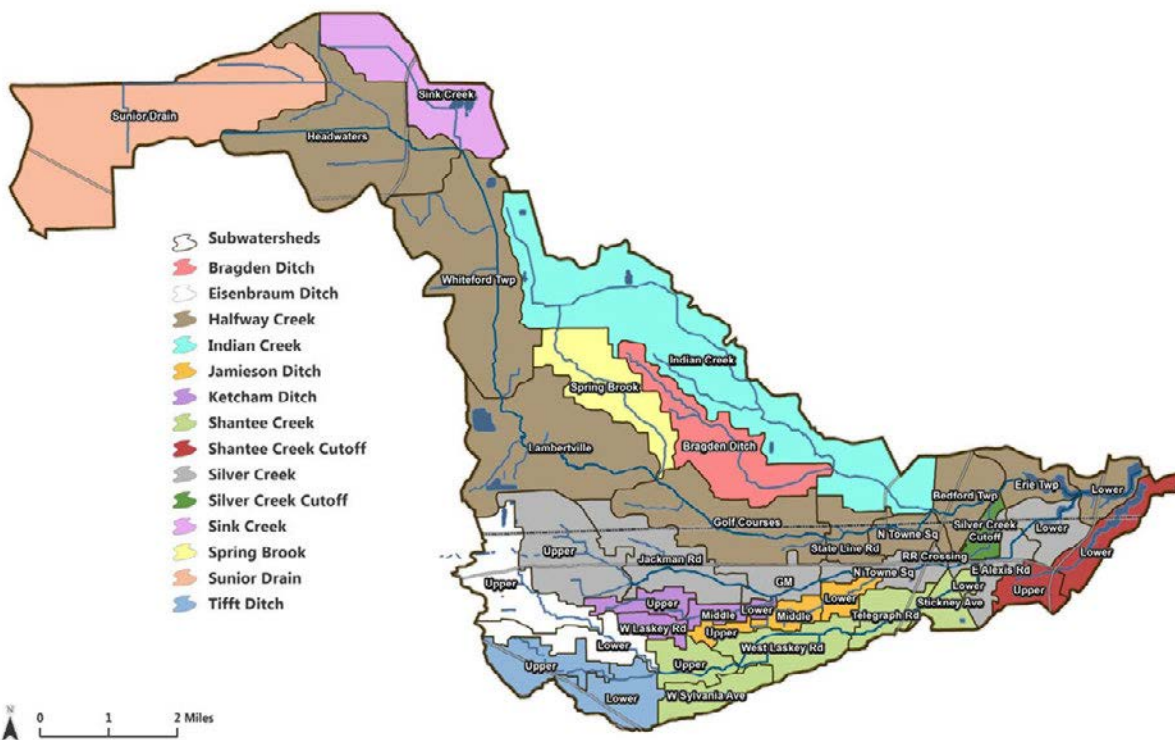 Sink Creek
Sunior Drain
Headwaters
Subwatersheds
Bragden Ditch
Eisenbraum Ditch
Halfway Creek
Indian Creek
Jamieson Ditch
Ketcham Ditch
Shantee Creek
Shantee Creek Cutoff
Silver Creek
Silver Creek Cutoff
Sink Creek
Spring Brook
Sunior Drain
Tifft Ditch
Whiteford Twp
Indian Creek
Spring Brook
Bragden Ditch
Lambertville
Golf Courses
Bedford Twp
Erie Twp
Lower
N Towne Sq
Silver Creek
Cutoff
Lower
State Line Rd
RR Crossing
Upper
Jackman Rd
Lower
E Alexis Rd
N Towne Sq
GM
Upper
Lower
Upper
Stickney Ave
Upper
Middle
Lower
Lower
Middle
Telegraph Rd
W Laskey Rd
Upper
West Laskey Rd
Lower
Upper
Upper
Lower
W Sylvania Ave
N
0 1 2 Miles